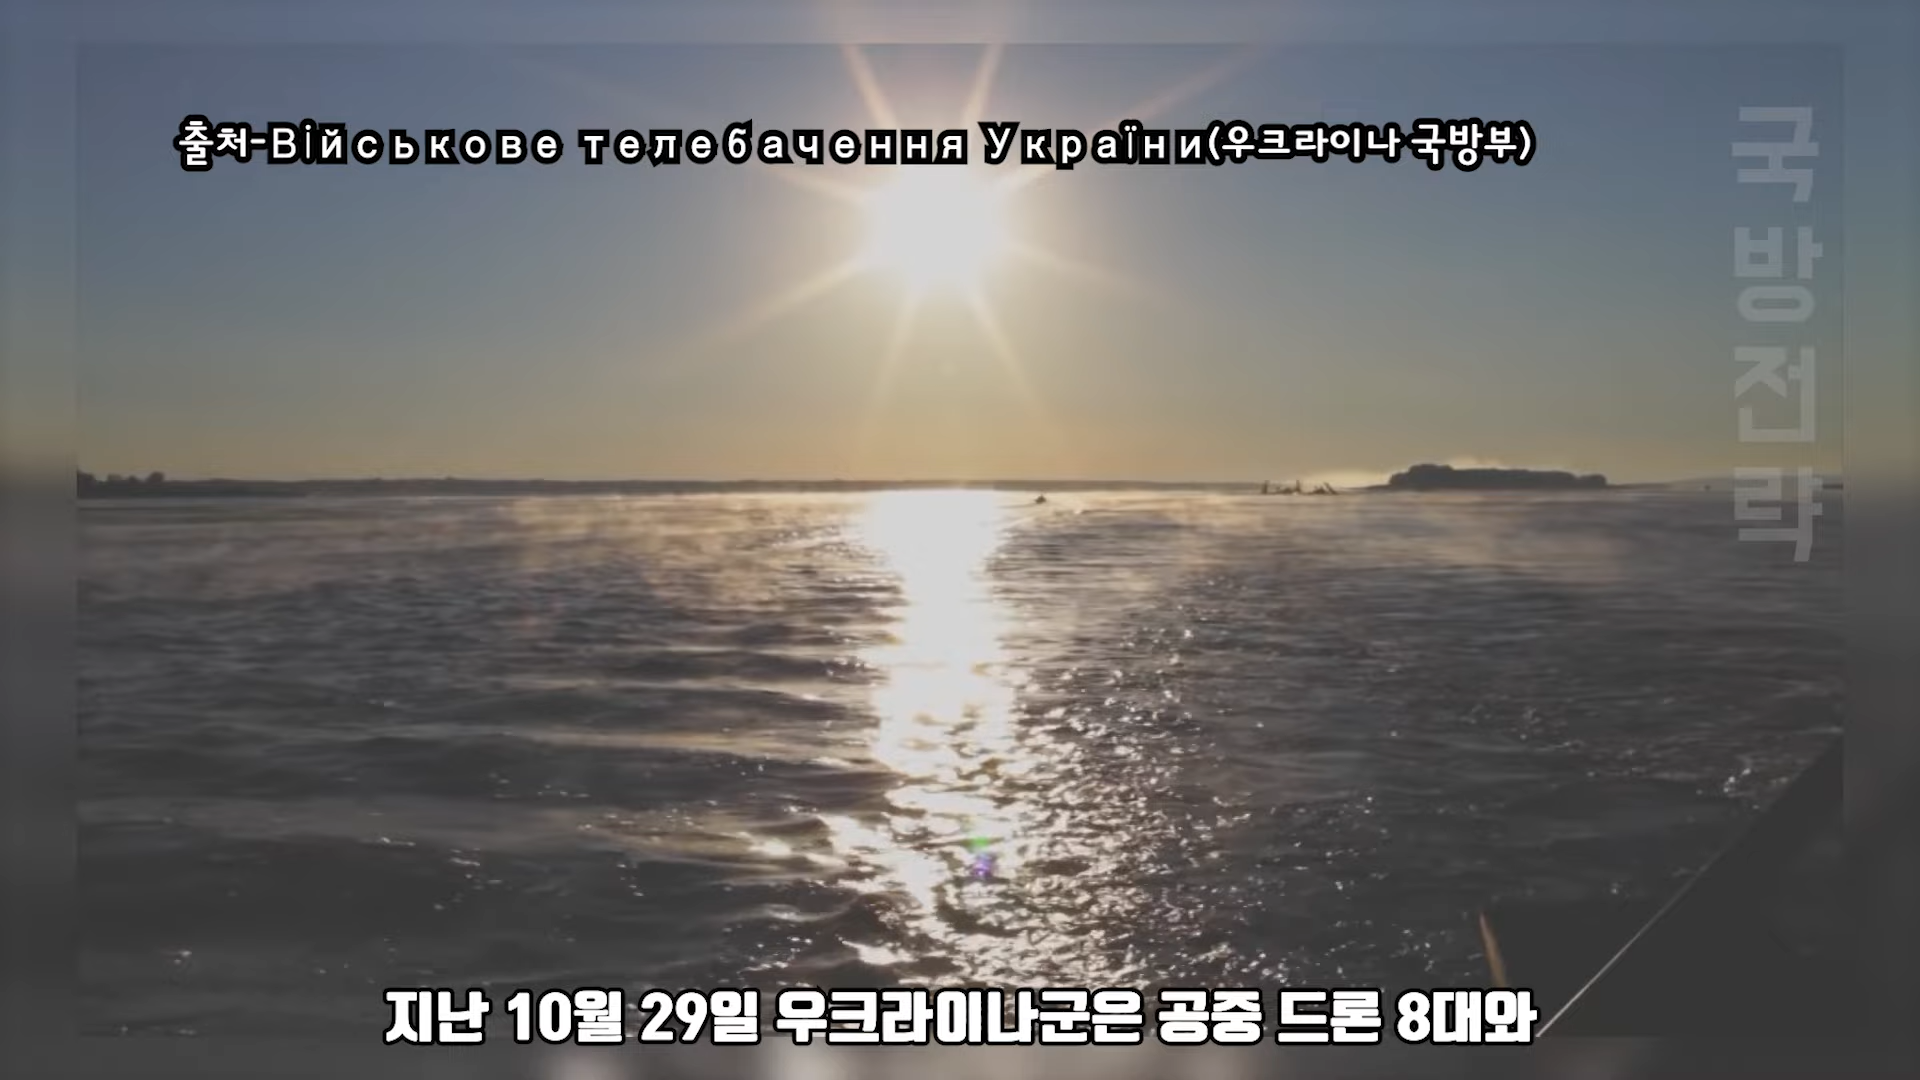 출처-Військове телебачення України(우크라이나 국방부)
국방전략
지난 10월 29일 우크라이나군은 공중 드론 8대와